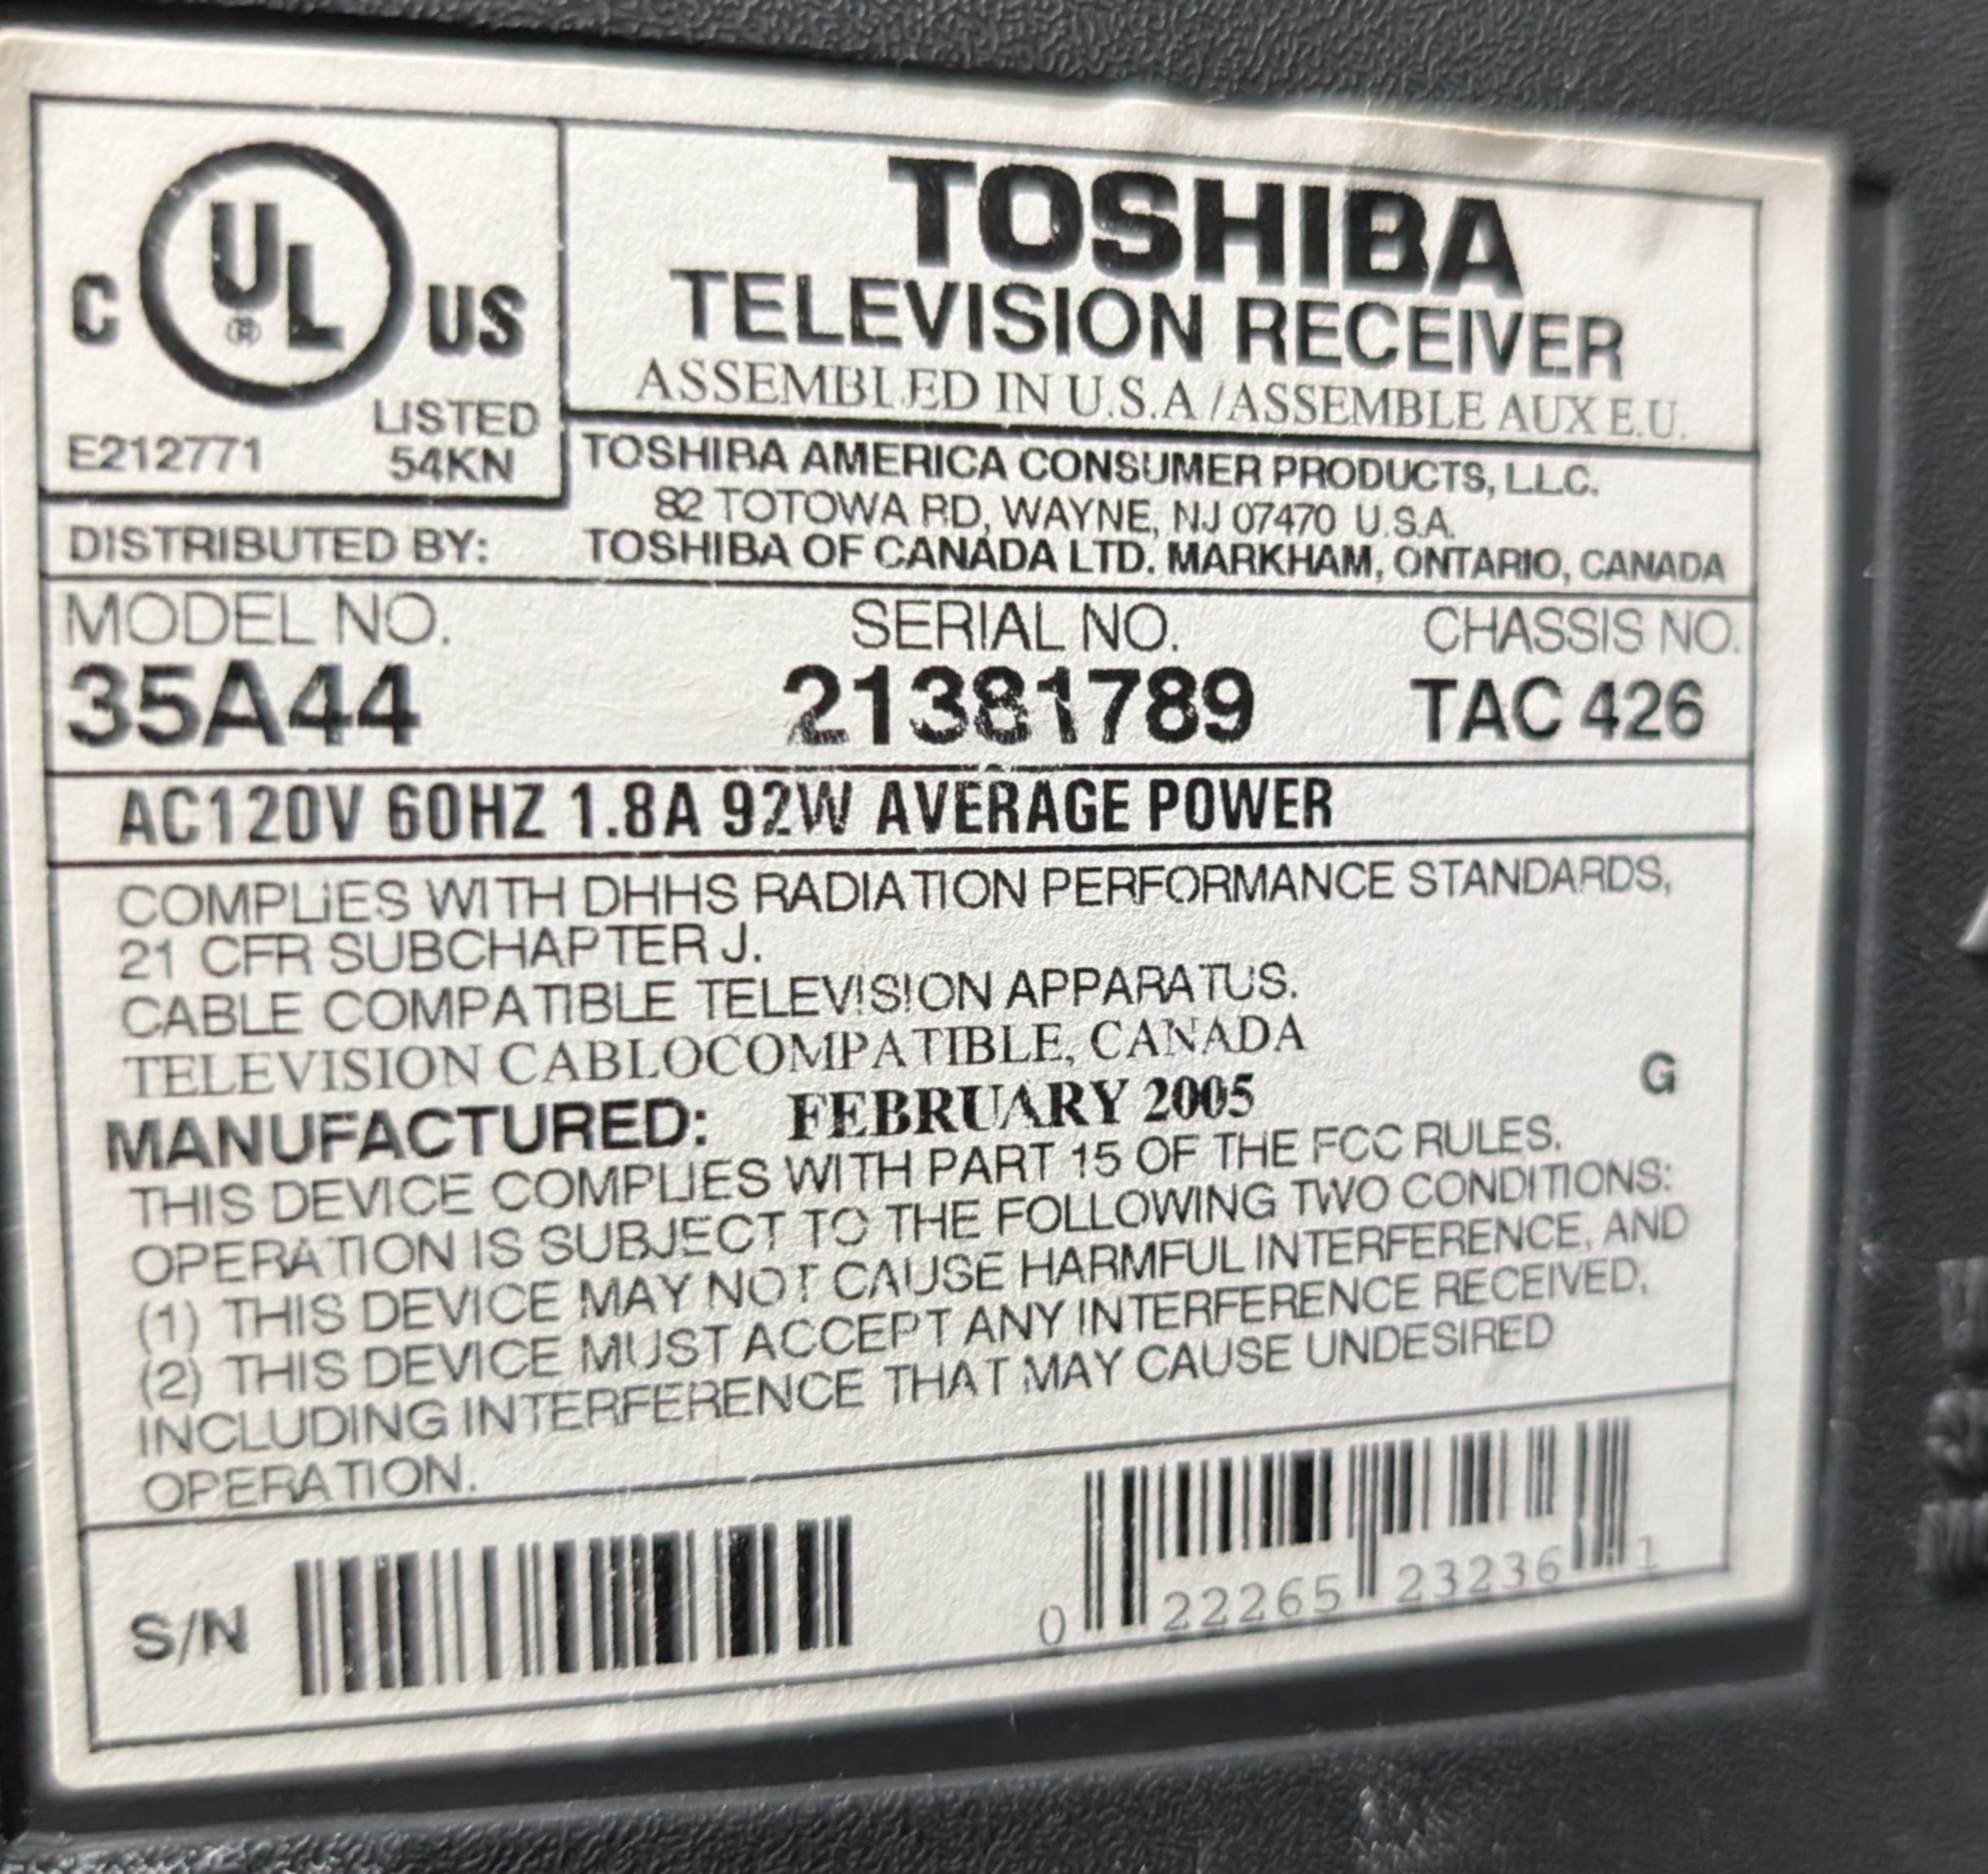 C UL ® US
LISTED
E212771 54KN
TOSHIBA
TELEVISION RECEIVER
ASSEMBLED IN U.S.A /ASSEMBLE AUX E.U.
TOSHIBA AMERICA CONSUMER PRODUCTS, L.L.C.
82 TOTOWA RD, WAYNE, NJ 07470 U.S.A.
DISTRIBUTED BY: TOSHIBA OF CANADA LTD. MARKHAM, ONTARIO, CANADA
MODEL NO. SERIAL NO. CHASSIS NO.
35A44 21381789 TAC 426
AC120V 60HZ 1.8A 92W AVERAGE POWER
COMPLIES WITH DHHS RADIATION PERFORMANCE STANDARDS,
21 CFR SUBCHAPTER J.
CABLE COMPATIBLE TELEVISION APPARATUS.
TELEVISION CABLOCOMPATIBLE, CANADA
G
MANUFACTURED: FEBRUARY 2005
THIS DEVICE COMPLIES WITH PART 15 OF THE FCC RULES.
OPERATION IS SUBJECT TO THE FOLLOWING TWO CONDITIONS:
(1) THIS DEVICE MAY NOT CAUSE HARMFUL INTERFERENCE, AND
(2) THIS DEVICE MUST ACCEPT ANY INTERFERENCE RECEIVED,
INCLUDING INTERFERENCE THAT MAY CAUSE UNDESIRED
OPERATION.
S/N
0 22265 23236 1